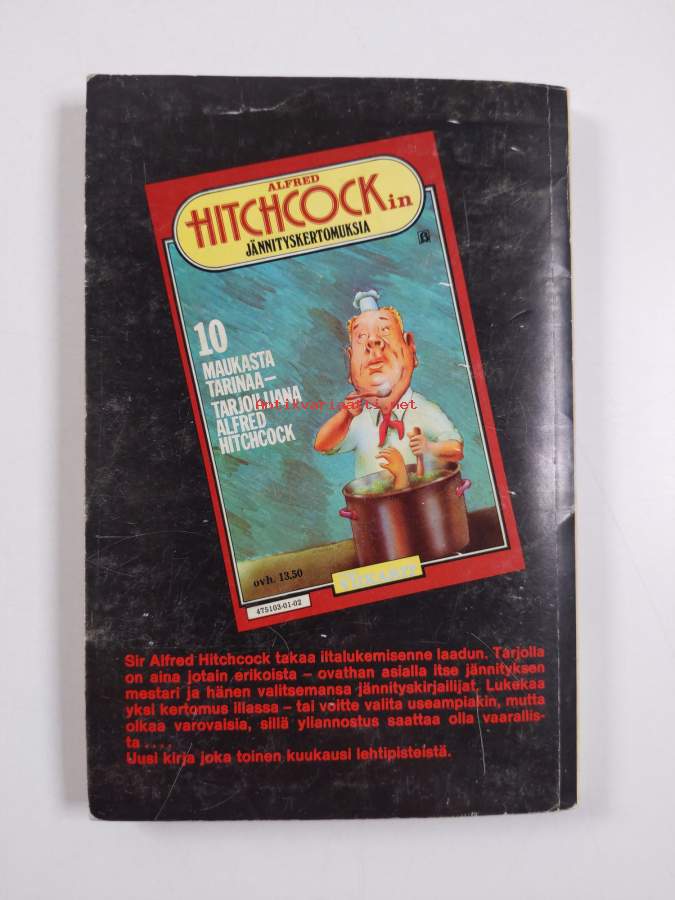 ALFRED
HITCHCOCKin
JÄNNITYSKERTOMUKSIA
10
MAUKASTA
TARINAA—
TARJOILIJANA
ALFRED
HITCHCOCK
Antikvariaatti.net
ovh. 13.50
475103-01-02
Sir Alfred Hitchcock takaa iltalukemisenne laadun. Tarjolla
on aina jotain erikoista – ovathan asialla itse jännityksen
mestari ja hänen valitsemansa jännityskirjailijat. Lukekaa
yksi kertomus illassa – tai voitte valita useampiakin, mutta
olkaa varovaisia, sillä yliannostus saattaa olla vaarallis-
ta ....
Uusi kirja joka toinen kuukausi lehtipisteistä.